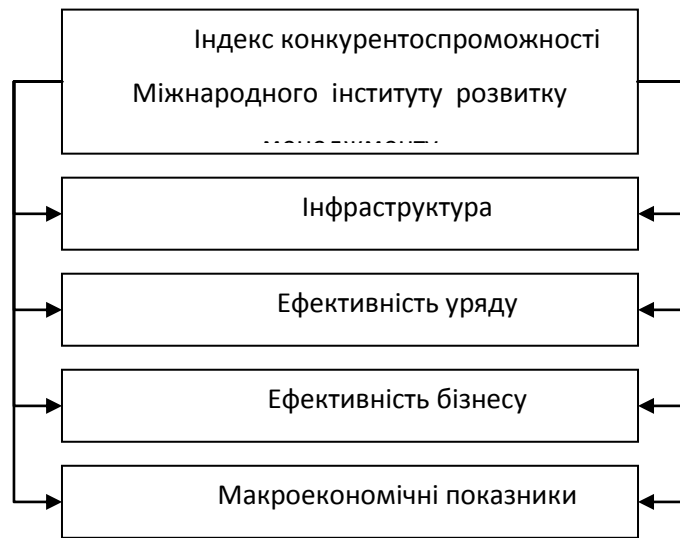 Індекс конкурентоспроможності
Міжнародного інституту розвитку
Інфраструктура
Ефективність уряду
Ефективність бізнесу
Макроекономічні показники